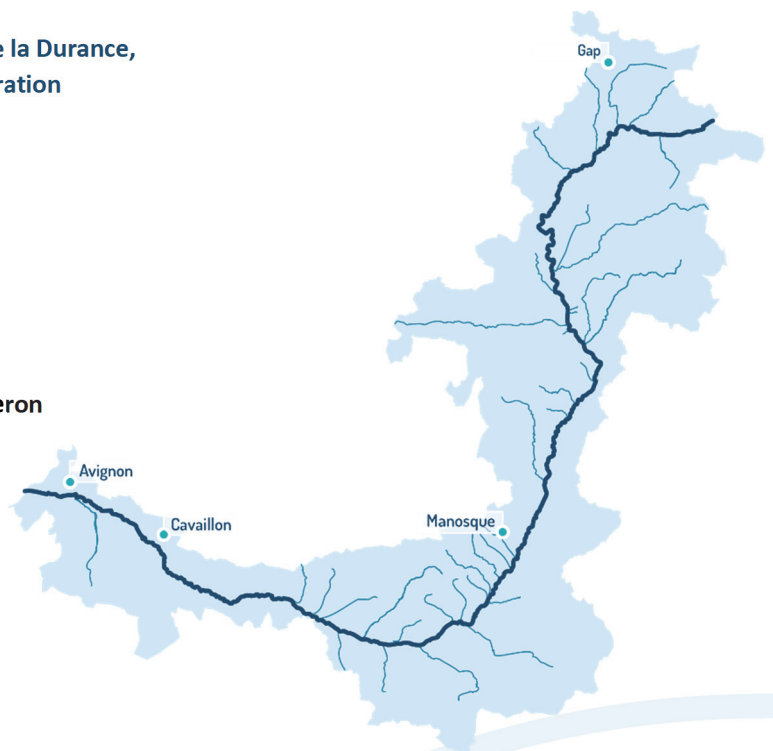 e la Durance,
ration
Gap
eron
Avignon
Cavaillon
Manosque